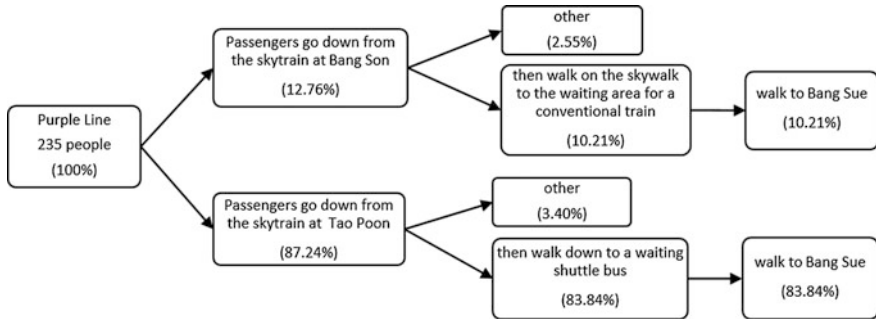 Purple Line
235 people
(100%)
Passengers go down from
the skytrain at Bang Son
(12.76%)
other
(2.55%)
then walk on the skywalk
to the waiting area for a
conventional train
(10.21%)
walk to Bang Sue
(10.21%)
Passengers go down from
the skytrain at Tao Poon
(87.24%)
other
(3.40%)
then walk down to a waiting
shuttle bus
(83.84%)
walk to Bang Sue
(83.84%)